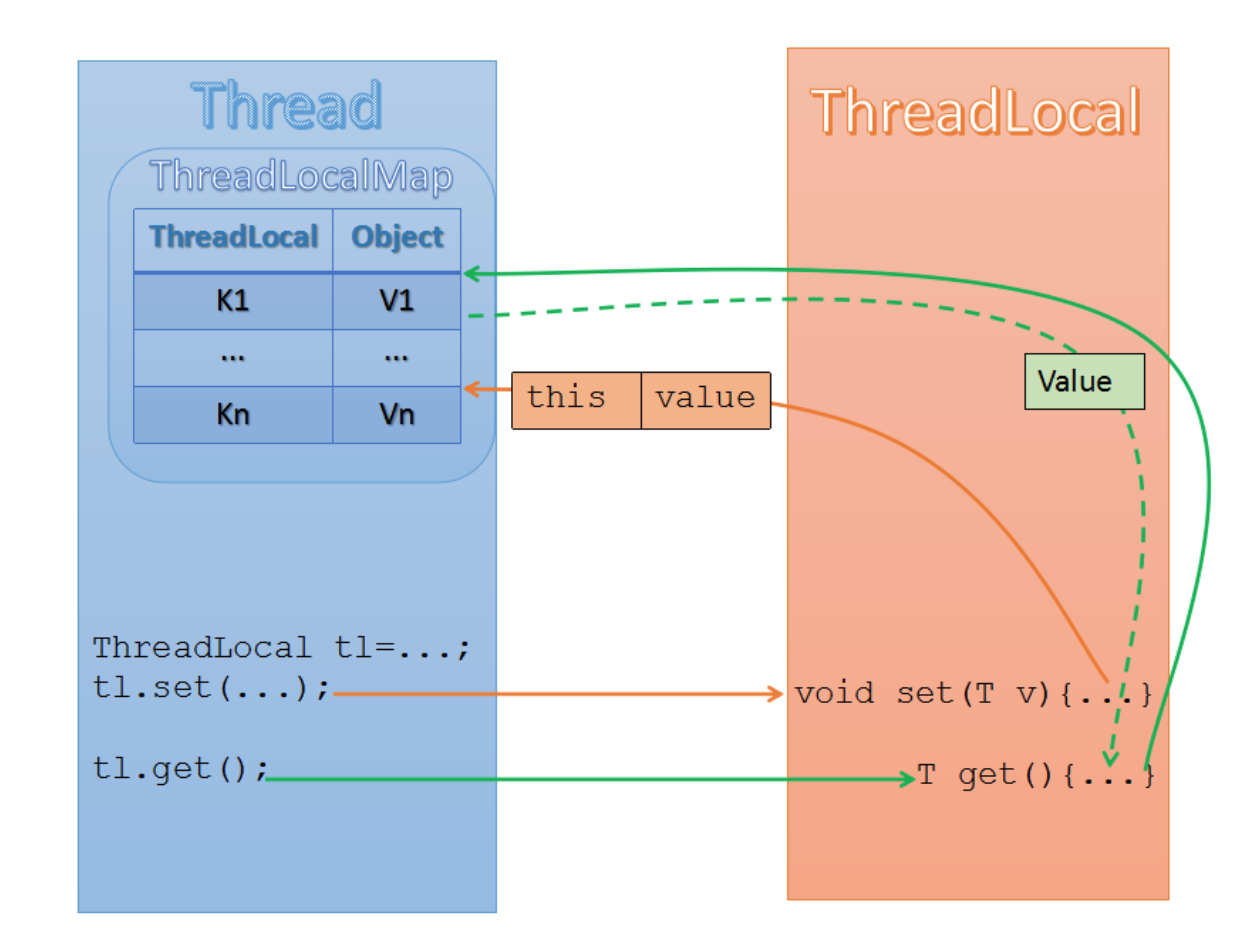 Thread
ThreadLocal
ThreadLocalMap
ThreadLocal Object
K1 V1
... ...
Kn Vn
this value
Value
ThreadLocal tl=...;
tl.set(...);
void set(T v){...}
tl.get();
T get(){...}